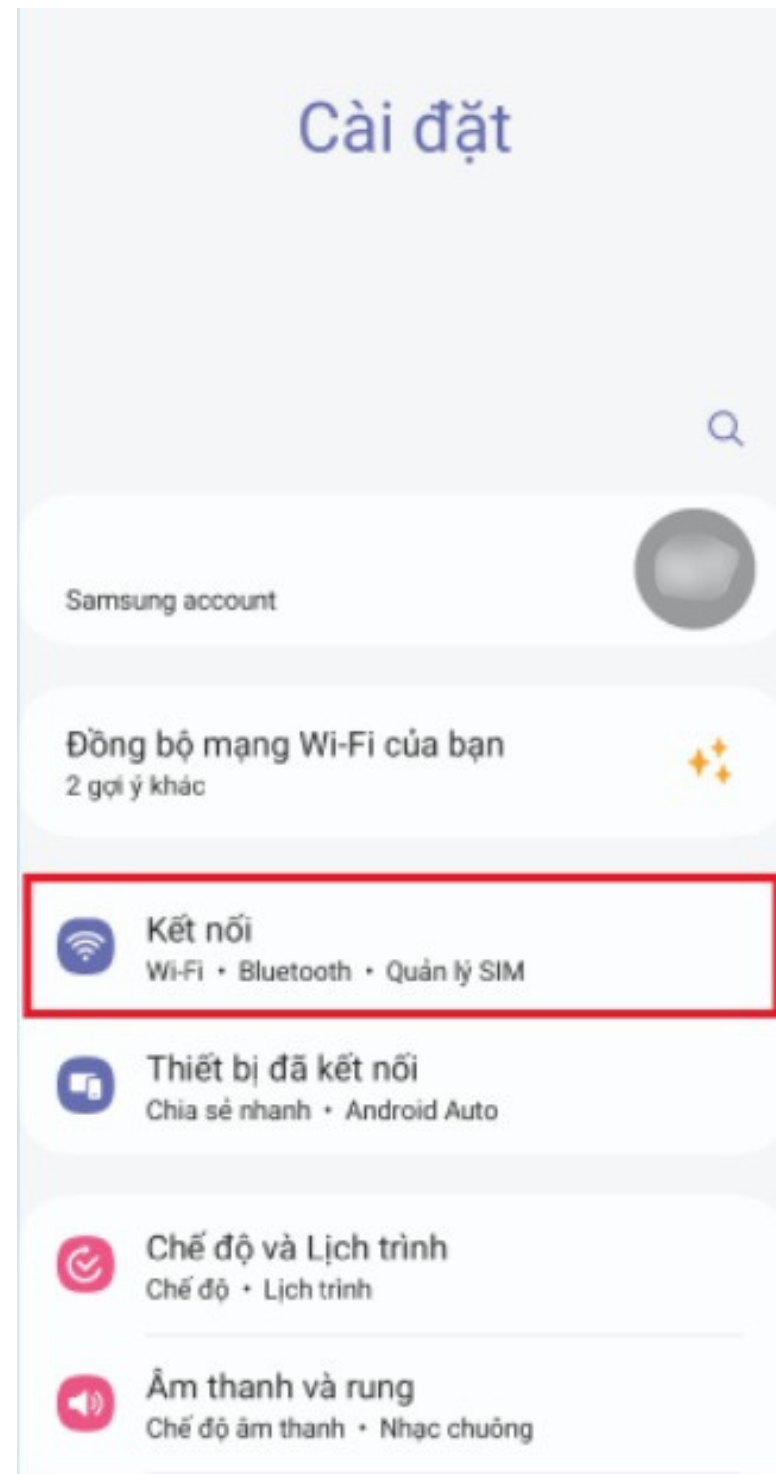 Cài đặt
Samsung account
Đồng bộ mạng Wi-Fi của bạn
2 gợi ý khác
Kết nối
Wi-Fi • Bluetooth • Quản lý SIM
Thiết bị đã kết nối
Chia sẻ nhanh • Android Auto
Chế độ và Lịch trình
Chế độ • Lịch trình
Âm thanh và rung
Chế độ âm thanh • Nhạc chuông